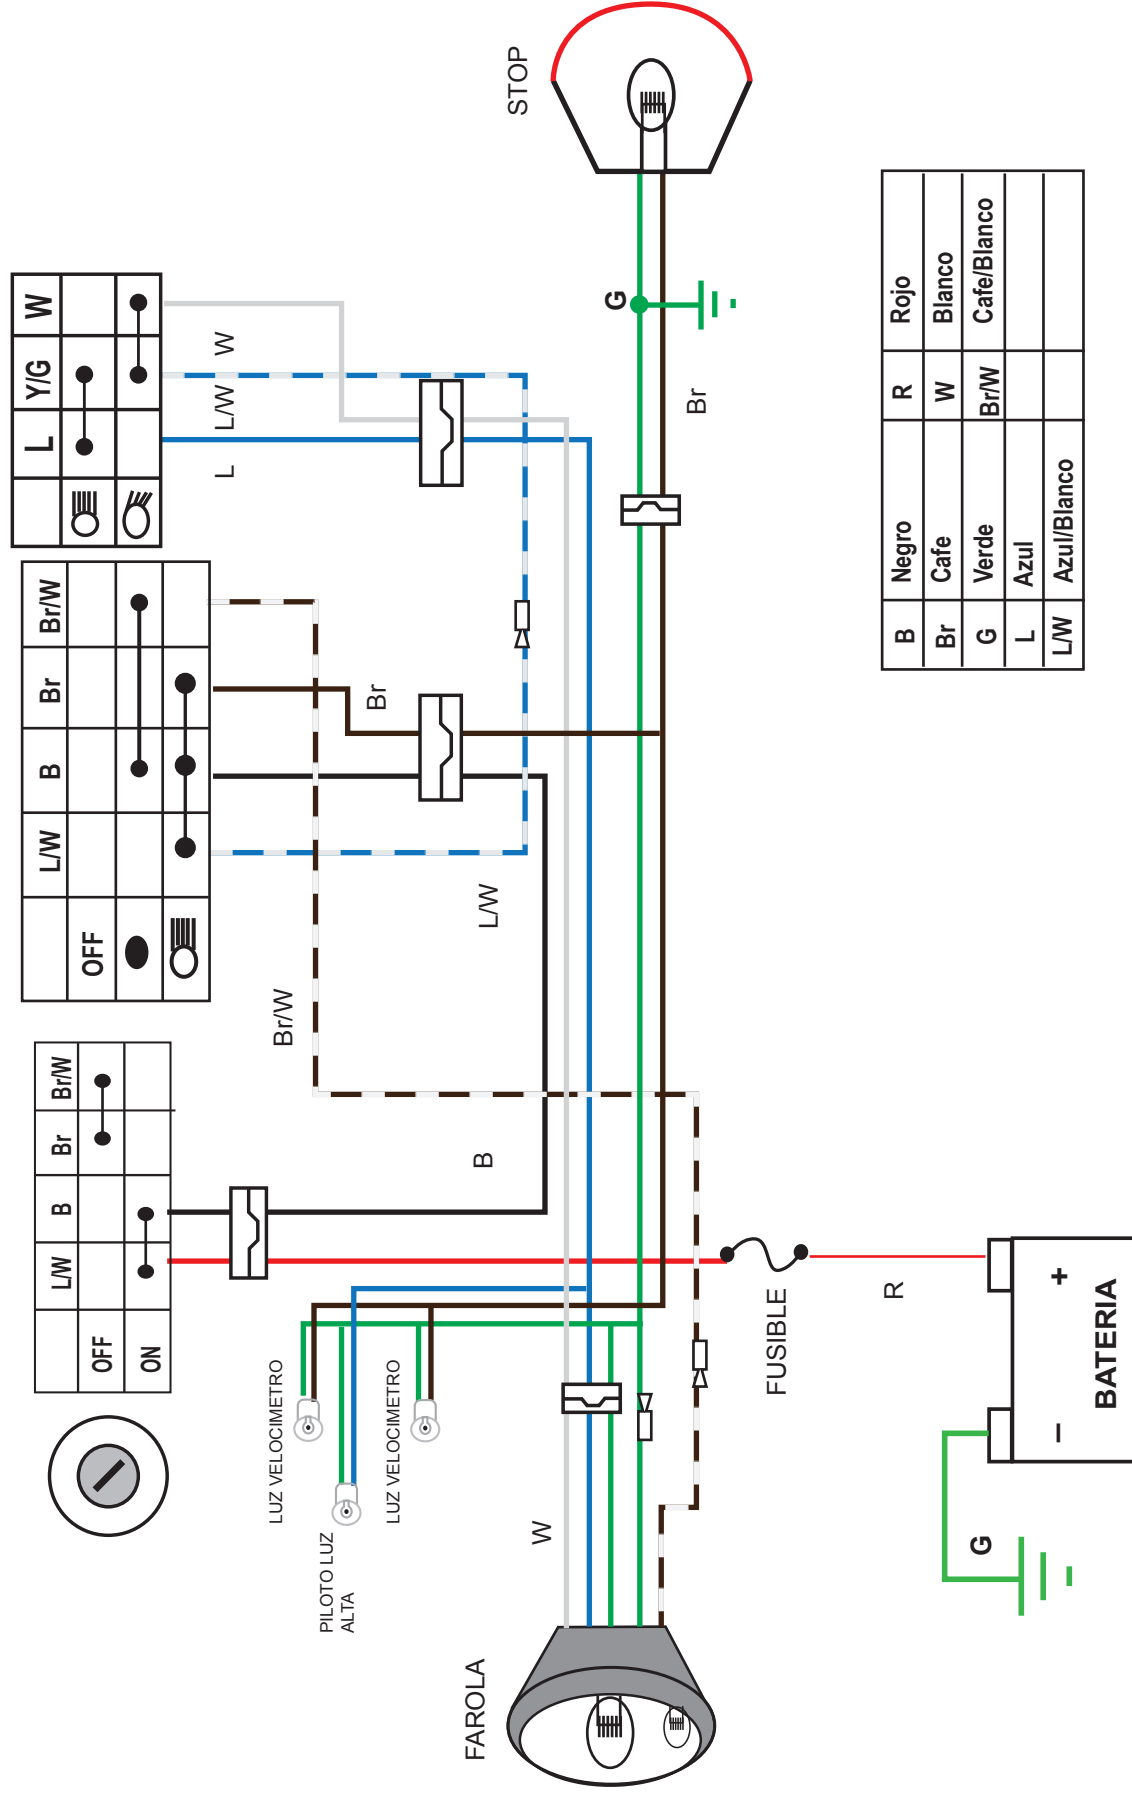 L/W B Br Br/W
OFF
ON
L/W B Br Br/W
OFF
L Y/G W
L L/W W
LUZ VELOCIMETRO
Br/W
PILOTO LUZ
ALTA
LUZ VELOCIMETRO
Br
FAROLA
B
L/W
STOP
W
G
Br
FUSIBLE
R
G
– +
BATERIA
B Negro R Rojo
Br Cafe W Blanco
G Verde Br/W Cafe/Blanco
L Azul
L/W Azul/Blanco